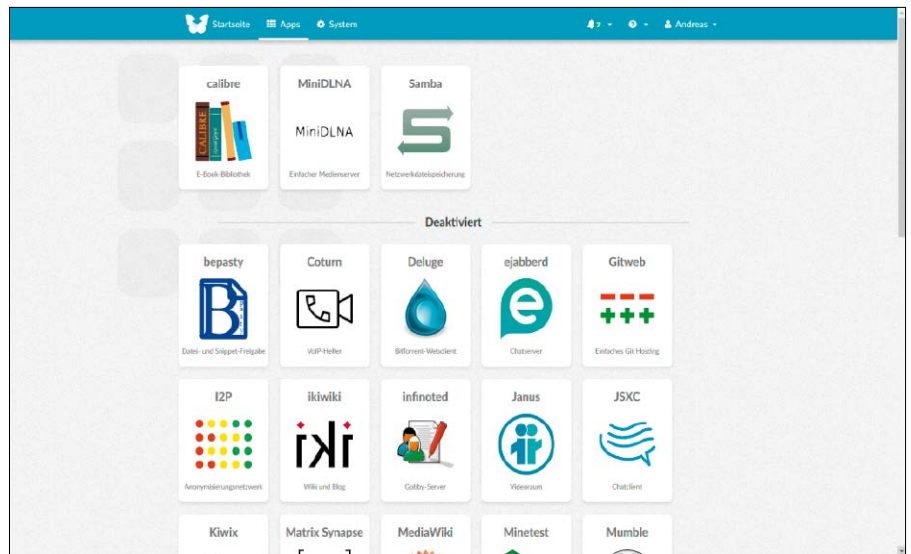 Startseite Apps System 7 Andreas
calibre MiniDLNA Samba
CALIBRE
MiniDLNA
E-Book-Bibliothek Einfacher Medienserver Netzwerkdateispeicherung
Deaktiviert
bepasty Coturn Deluge ejabberd Gitweb
B e
Datei- und Snippet-Freigabe VoIP-Helfer BitTorrent-Webclient Chatserver Einfaches Git Hosting
I2P ikiwiki infinoted Janus JSXC
Anonymisierungsnetzwerk Wiki und Blog Gobby-Server Videoraum Chatclient
Kiwix Matrix Synapse MediaWiki Minetest Mumble